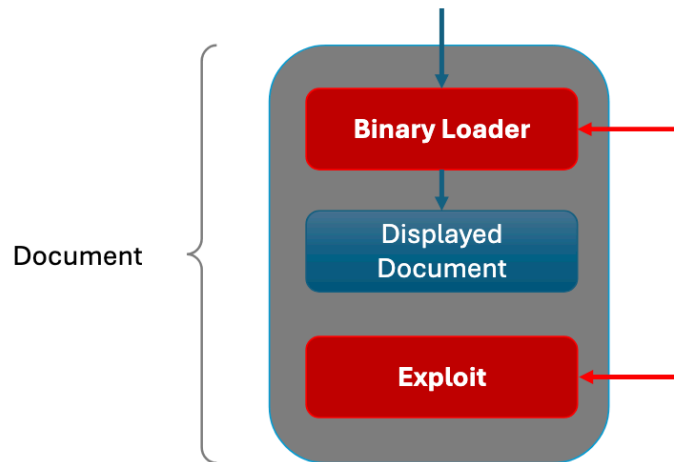 Binary Loader
Displayed
Document
Document
Exploit